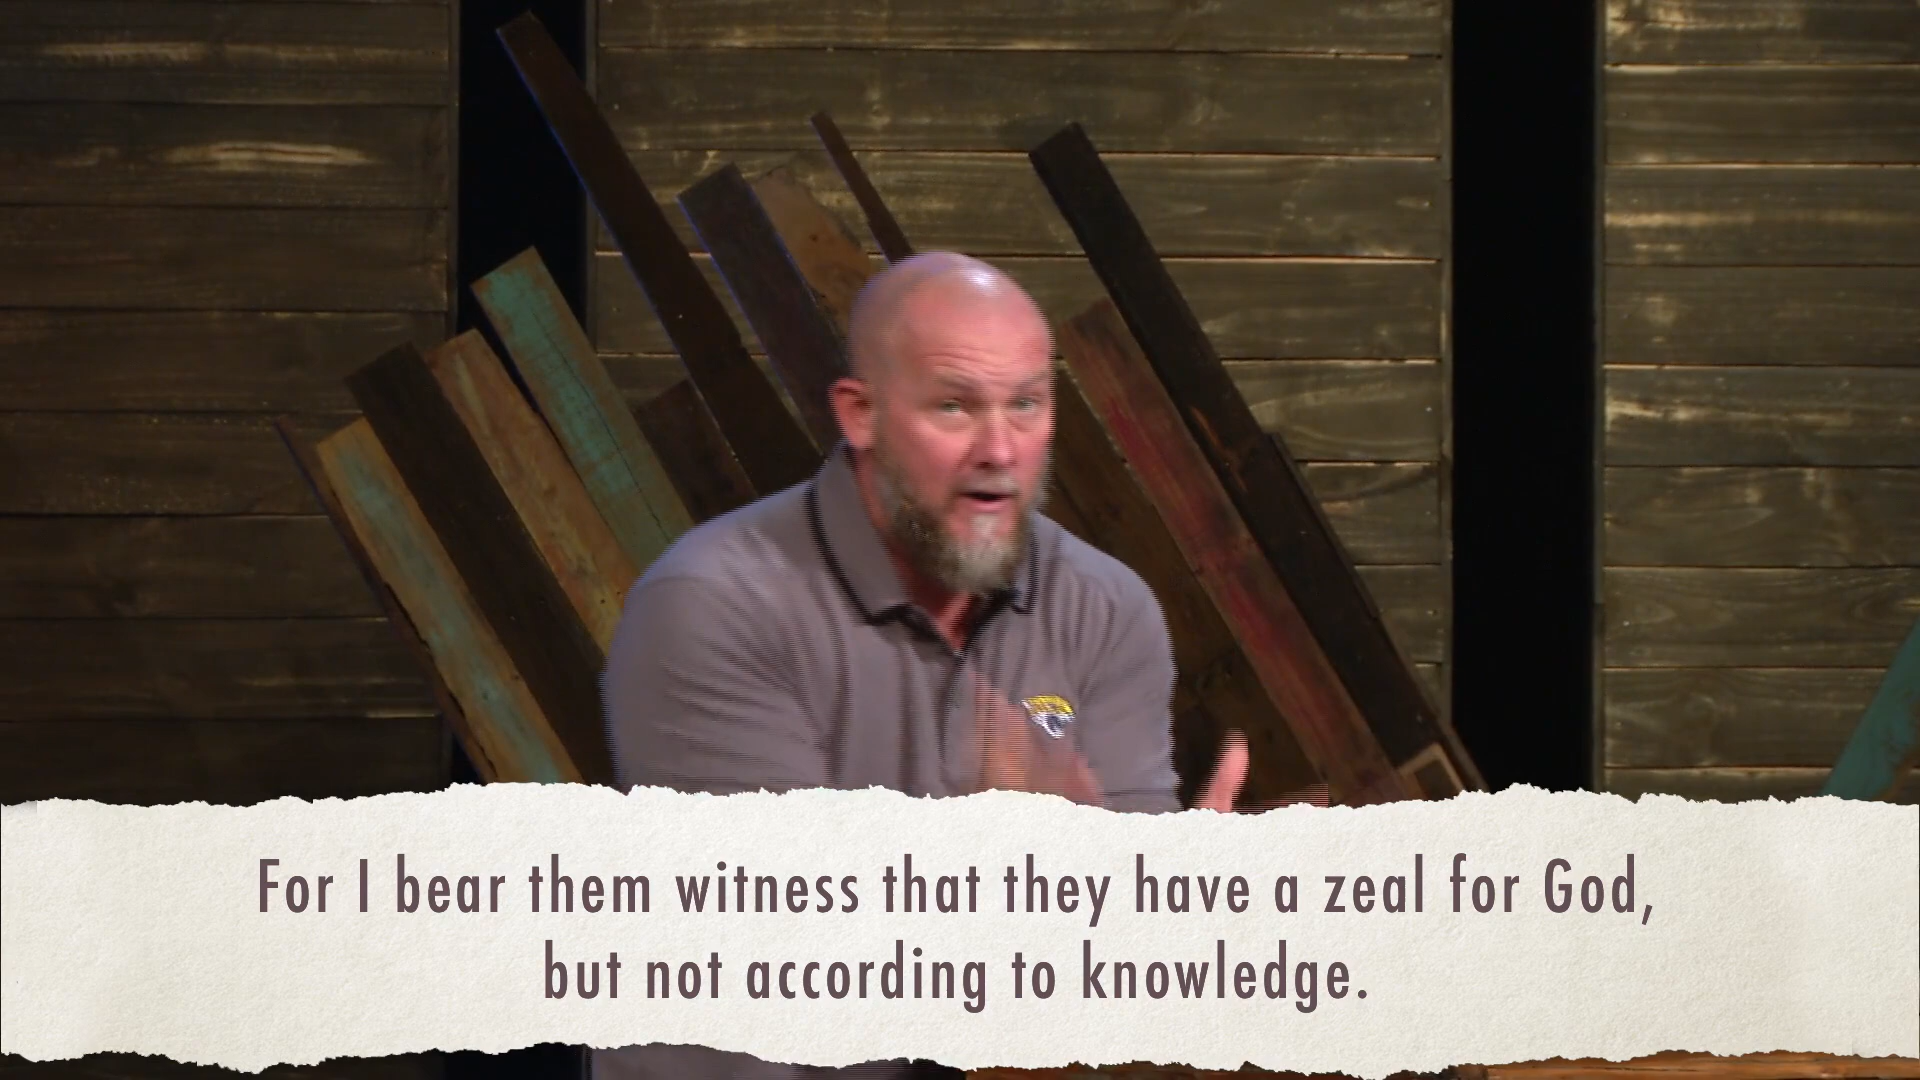 For I bear them witness that they have a zeal for God,
but not according to knowledge.